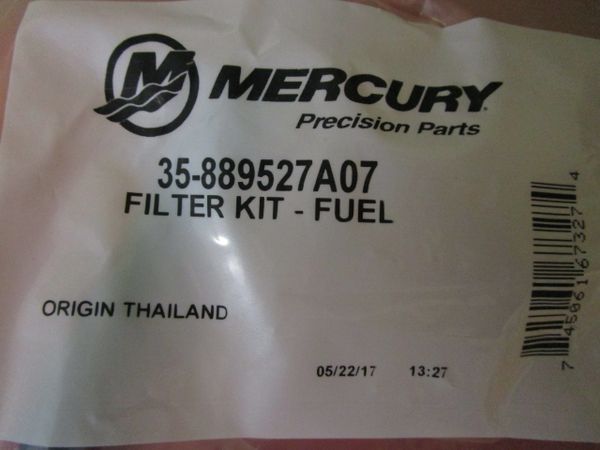 MERCURY
Precision Parts
35-889527A07
FILTER KIT - FUEL
ORIGIN THAILAND
05/22/17 13:27
7 45061 67327 4